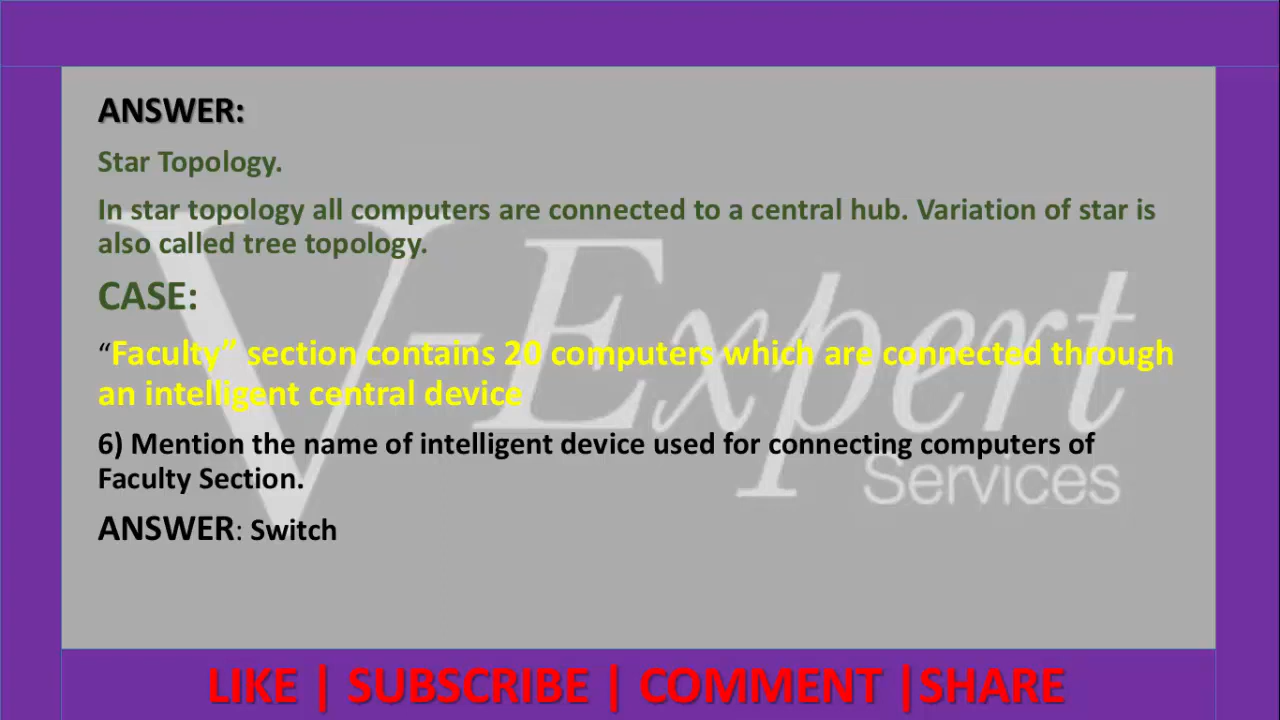 ANSWER:
Star Topology.
In star topology all computers are connected to a central hub. Variation of star is
also called tree topology.
CASE:
“Faculty” section contains 20 computers which are connected through
an intelligent central device
6) Mention the name of intelligent device used for connecting computers of
Faculty Section.
ANSWER: Switch
V-Expert
Services
LIKE | SUBSCRIBE | COMMENT |SHARE